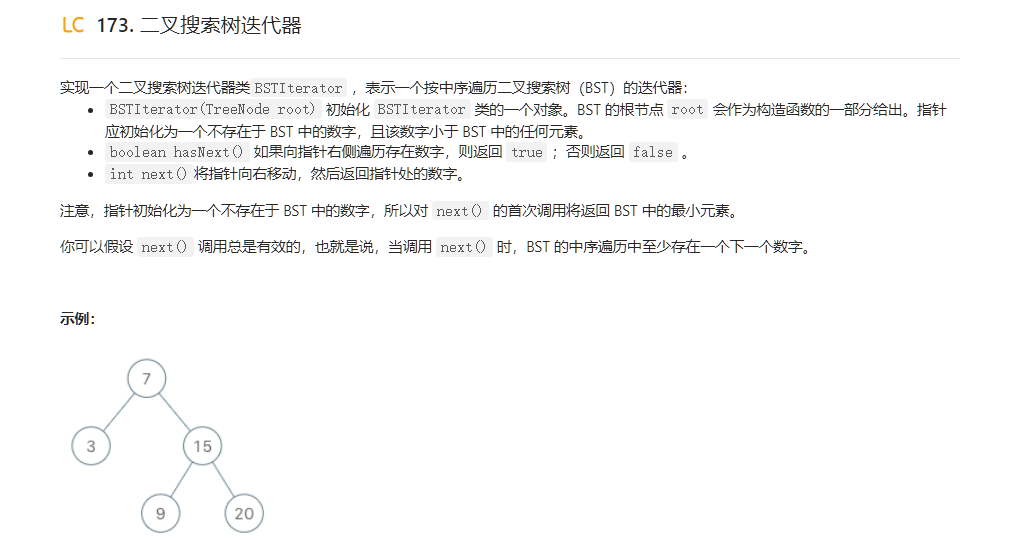 LC 173. 二叉搜索树迭代器
实现一个二叉搜索树迭代器类 BSTIterator ，表示一个按中序遍历二叉搜索树（BST）的迭代器：
• BSTIterator(TreeNode root) 初始化 BSTIterator 类的一个对象。BST 的根节点 root 会作为构造函数的一部分给出。指针
应初始化为一个不存在于 BST 中的数字，且该数字小于 BST 中的任何元素。
• boolean hasNext() 如果向指针右侧遍历存在数字，则返回 true ；否则返回 false 。
• int next() 将指针向右移动，然后返回指针处的数字。
注意，指针初始化为一个不存在于 BST 中的数字，所以对 next() 的首次调用将返回 BST 中的最小元素。
你可以假设 next() 调用总是有效的，也就是说，当调用 next() 时，BST 的中序遍历中至少存在一个下一个数字。
示例：
7
3 15
9 20